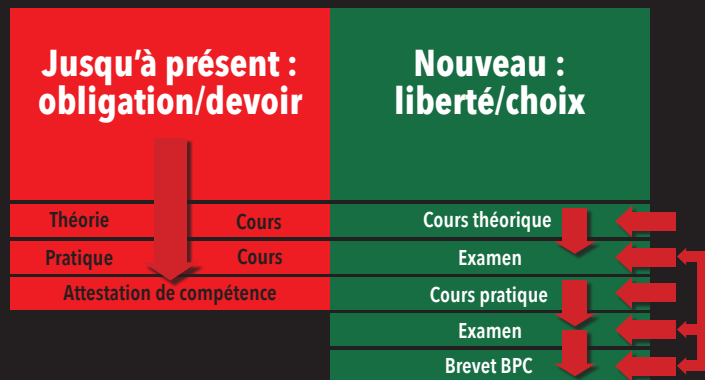 Jusqu’à présent :
obligation/devoir
Nouveau :
liberté/choix
Théorie Cours
Pratique Cours
Attestation de compétence
Cours théorique
Examen
Cours pratique
Examen
Brevet BPC